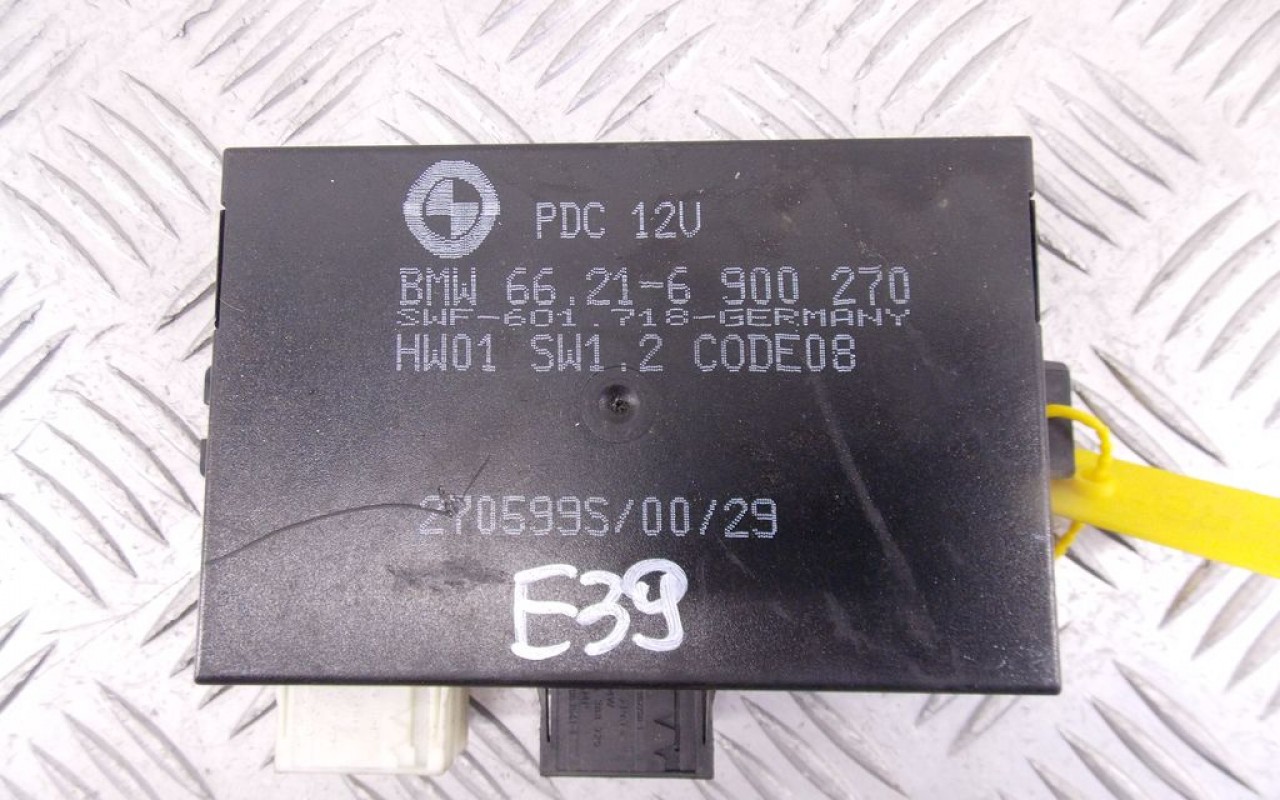 PDC 12V
BMW 66.21-6 900 270
SWF-601.718-GERMANY
HW01 SW1.2 CODE08
270599S/00/29
E39